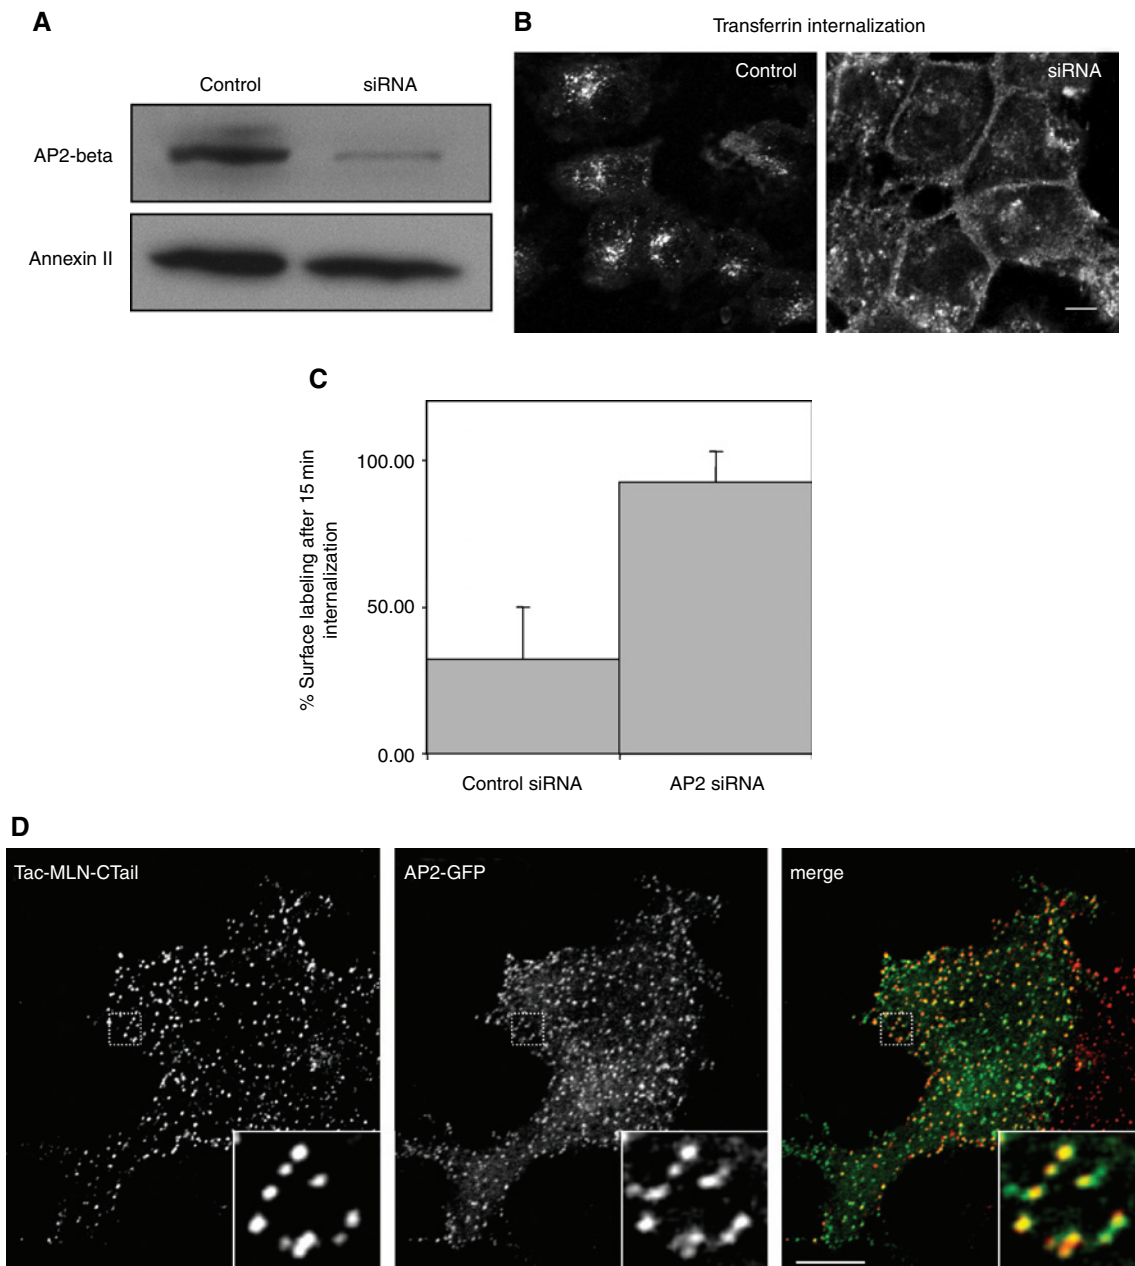 A
Control
siRNA
AP2-beta
Annexin II
B
Transferrin internalization
Control
siRNA
C
% Surface labeling after 15 min
internalization
100.00
50.00
0.00
Control siRNA
AP2 siRNA
D
Tac-MLN-CTail
AP2-GFP
merge